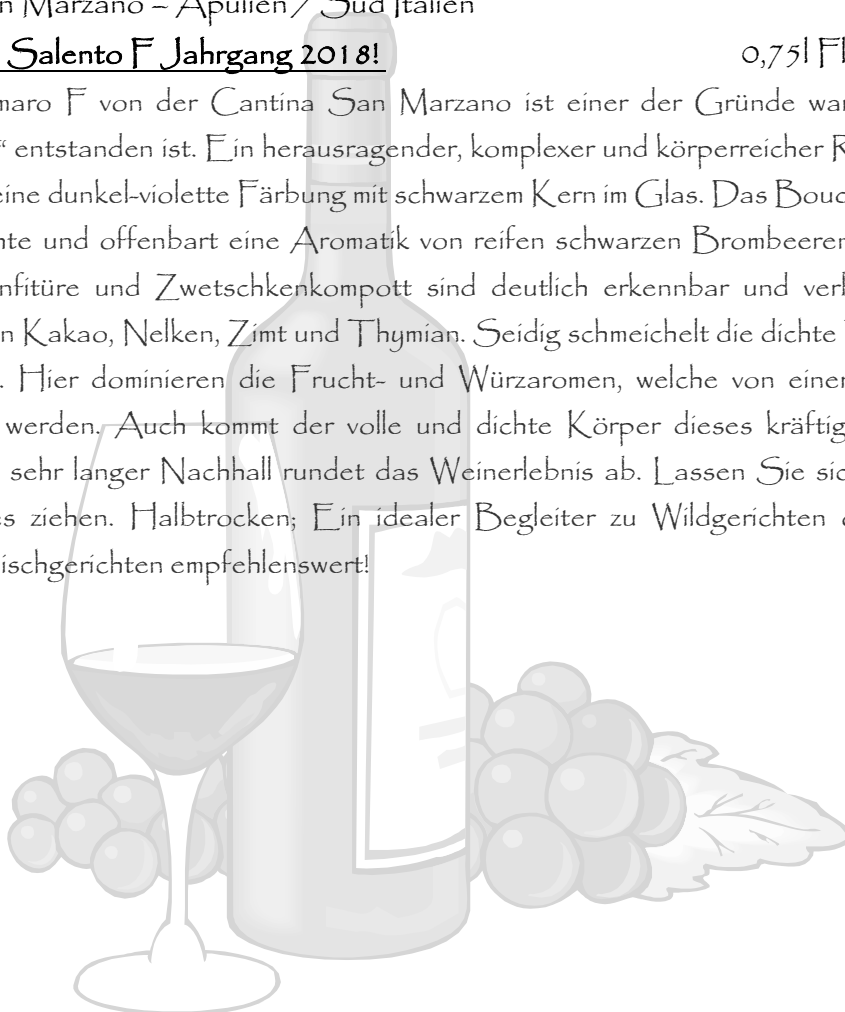 n Marzano – Apulien / Süd Italien
Salento F Jahrgang 2018! 0,75l Fl
maro F von der Cantina San Marzano ist einer der Gründe war
“ entstanden ist. Ein herausragender, komplexer und körperreicher R
eine dunkel-violette Färbung mit schwarzem Kern im Glas. Das Bouc
hte und offenbart eine Aromatik von reifen schwarzen Brombeeren
nfitüre und Zwetschkenkompott sind deutlich erkennbar und verl
n Kakao, Nelken, Zimt und Thymian. Seidig schmeichelt die dichte
. Hier dominieren die Frucht- und Würzaromen, welche von einer
werden. Auch kommt der volle und dichte Körper dieses kräftig
sehr langer Nachhall rundet das Weinerlebnis ab. Lassen Sie sic
es ziehen. Halbtrocken; Ein idealer Begleiter zu Wildgerichten
ischgerichten empfehlenswert!